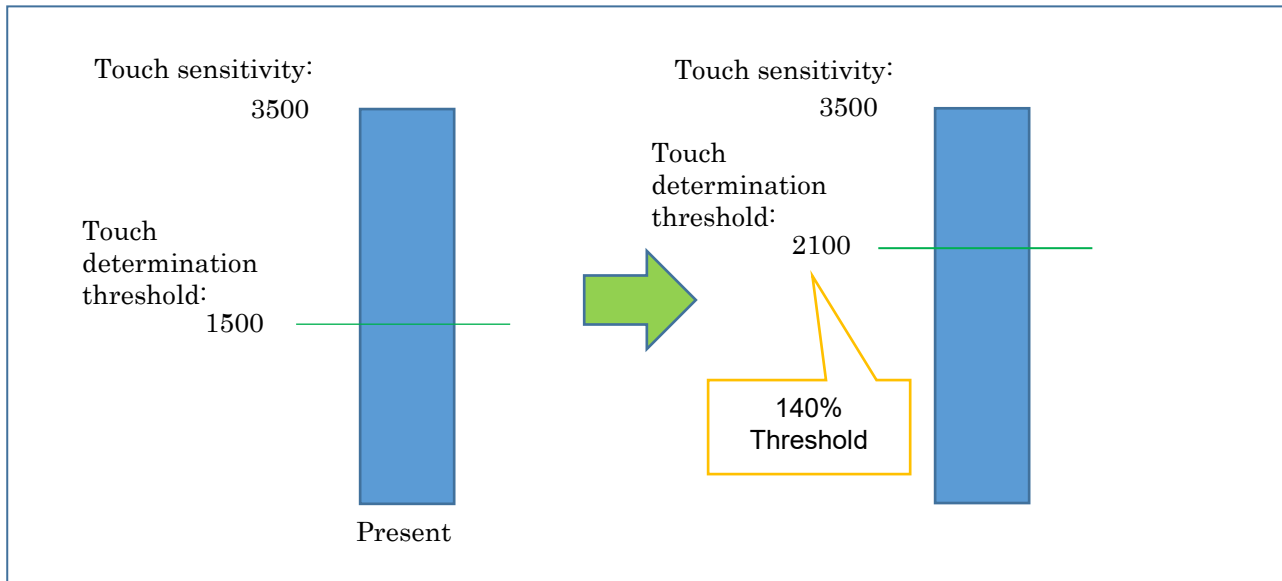 Touch sensitivity:
3500
Touch
determination
threshold:
1500
Present
Touch sensitivity:
3500
Touch
determination
threshold:
2100
140%
Threshold